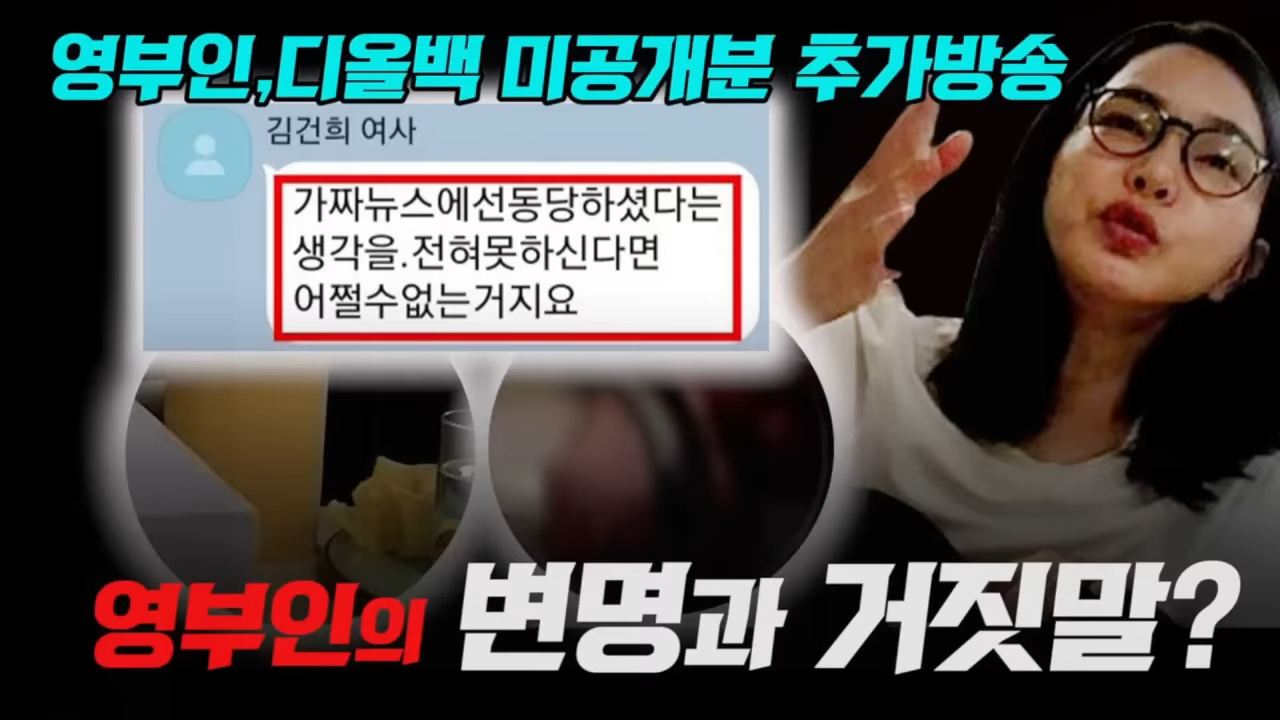 영부인,디올백 미공개분 추가방송
김건희 여사
가짜뉴스에선동당하셨다는
생각을.전혀못하신다면
어쩔수없는거지요
영부인의 변명과 거짓말?